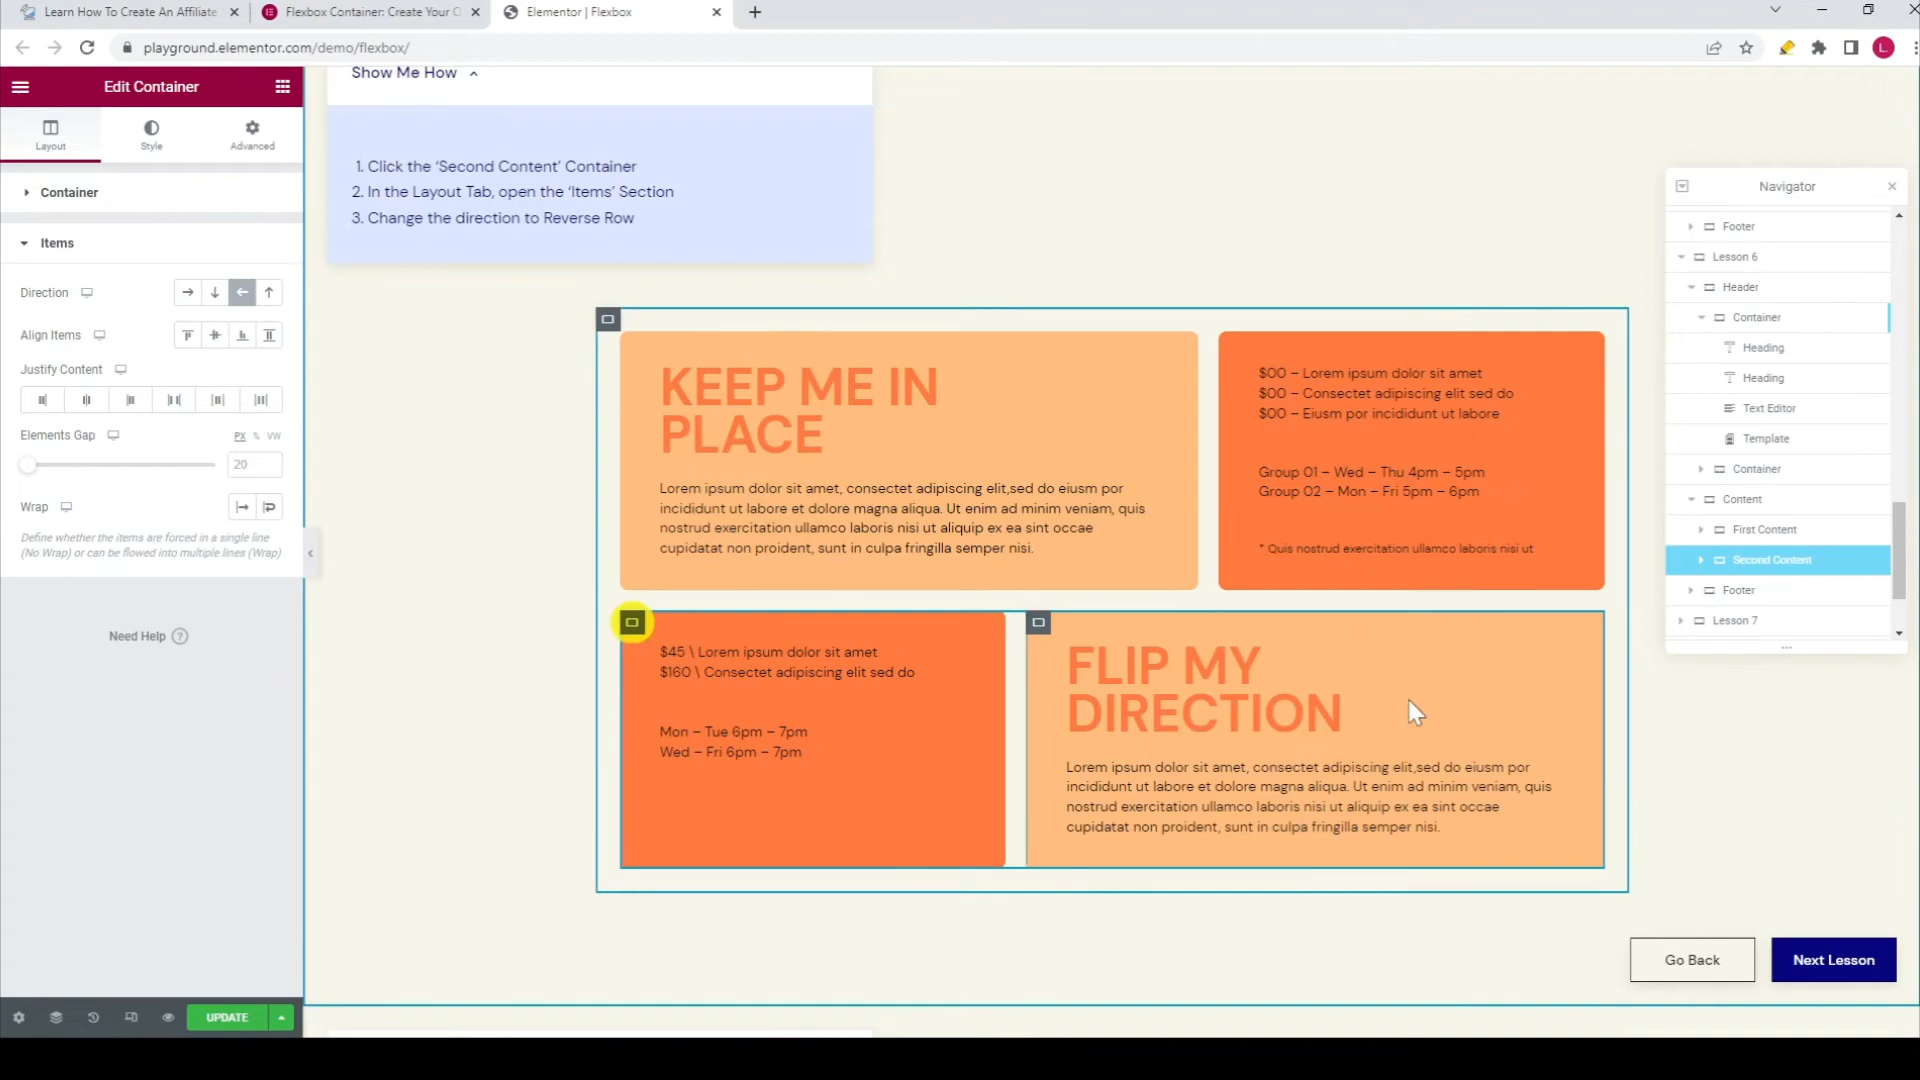 Learn How To Create An Affiliate
Flexbox Container: Create Your O
Elementor | Flexbox
playground.elementor.com/demo/flexbox/
L
Edit Container
Layout
Style
Advanced
Container
Items
Direction
Align Items
Justify Content
Elements Gap
PX % VW
20
Wrap
Define whether the items are forced in a single line
(No Wrap) or can be flowed into multiple lines (Wrap)
Need Help ?
UPDATE
Show Me How
1. Click the ‘Second Content’ Container
2. In the Layout Tab, open the ‘Items’ Section
3. Change the direction to Reverse Row
KEEP ME IN
PLACE
Lorem ipsum dolor sit amet, consectet adipiscing elit,sed do eiusm por
incididunt ut labore et dolore magna aliqua. Ut enim ad minim veniam, quis
nostrud exercitation ullamco laboris nisi ut aliquip ex ea sint occae
cupidatat non proident, sunt in culpa fringilla semper nisi.
$00 – Lorem ipsum dolor sit amet
$00 – Consectet adipiscing elit sed do
$00 – Eiusm por incididunt ut labore
Group 01 – Wed – Thu 4pm – 5pm
Group 02 – Mon – Fri 5pm – 6pm
* Quis nostrud exercitation ullamco laboris nisi ut
$45 \ Lorem ipsum dolor sit amet
$160 \ Consectet adipiscing elit sed do
Mon – Tue 6pm – 7pm
Wed – Fri 6pm – 7pm
FLIP MY
DIRECTION
Lorem ipsum dolor sit amet, consectet adipiscing elit,sed do eiusm por
incididunt ut labore et dolore magna aliqua. Ut enim ad minim veniam, quis
nostrud exercitation ullamco laboris nisi ut aliquip ex ea sint occae
cupidatat non proident, sunt in culpa fringilla semper nisi.
Go Back
Next Lesson
Navigator
Footer
Lesson 6
Header
Container
Heading
Heading
Text Editor
Template
Container
Content
First Content
Second Content
Footer
Lesson 7